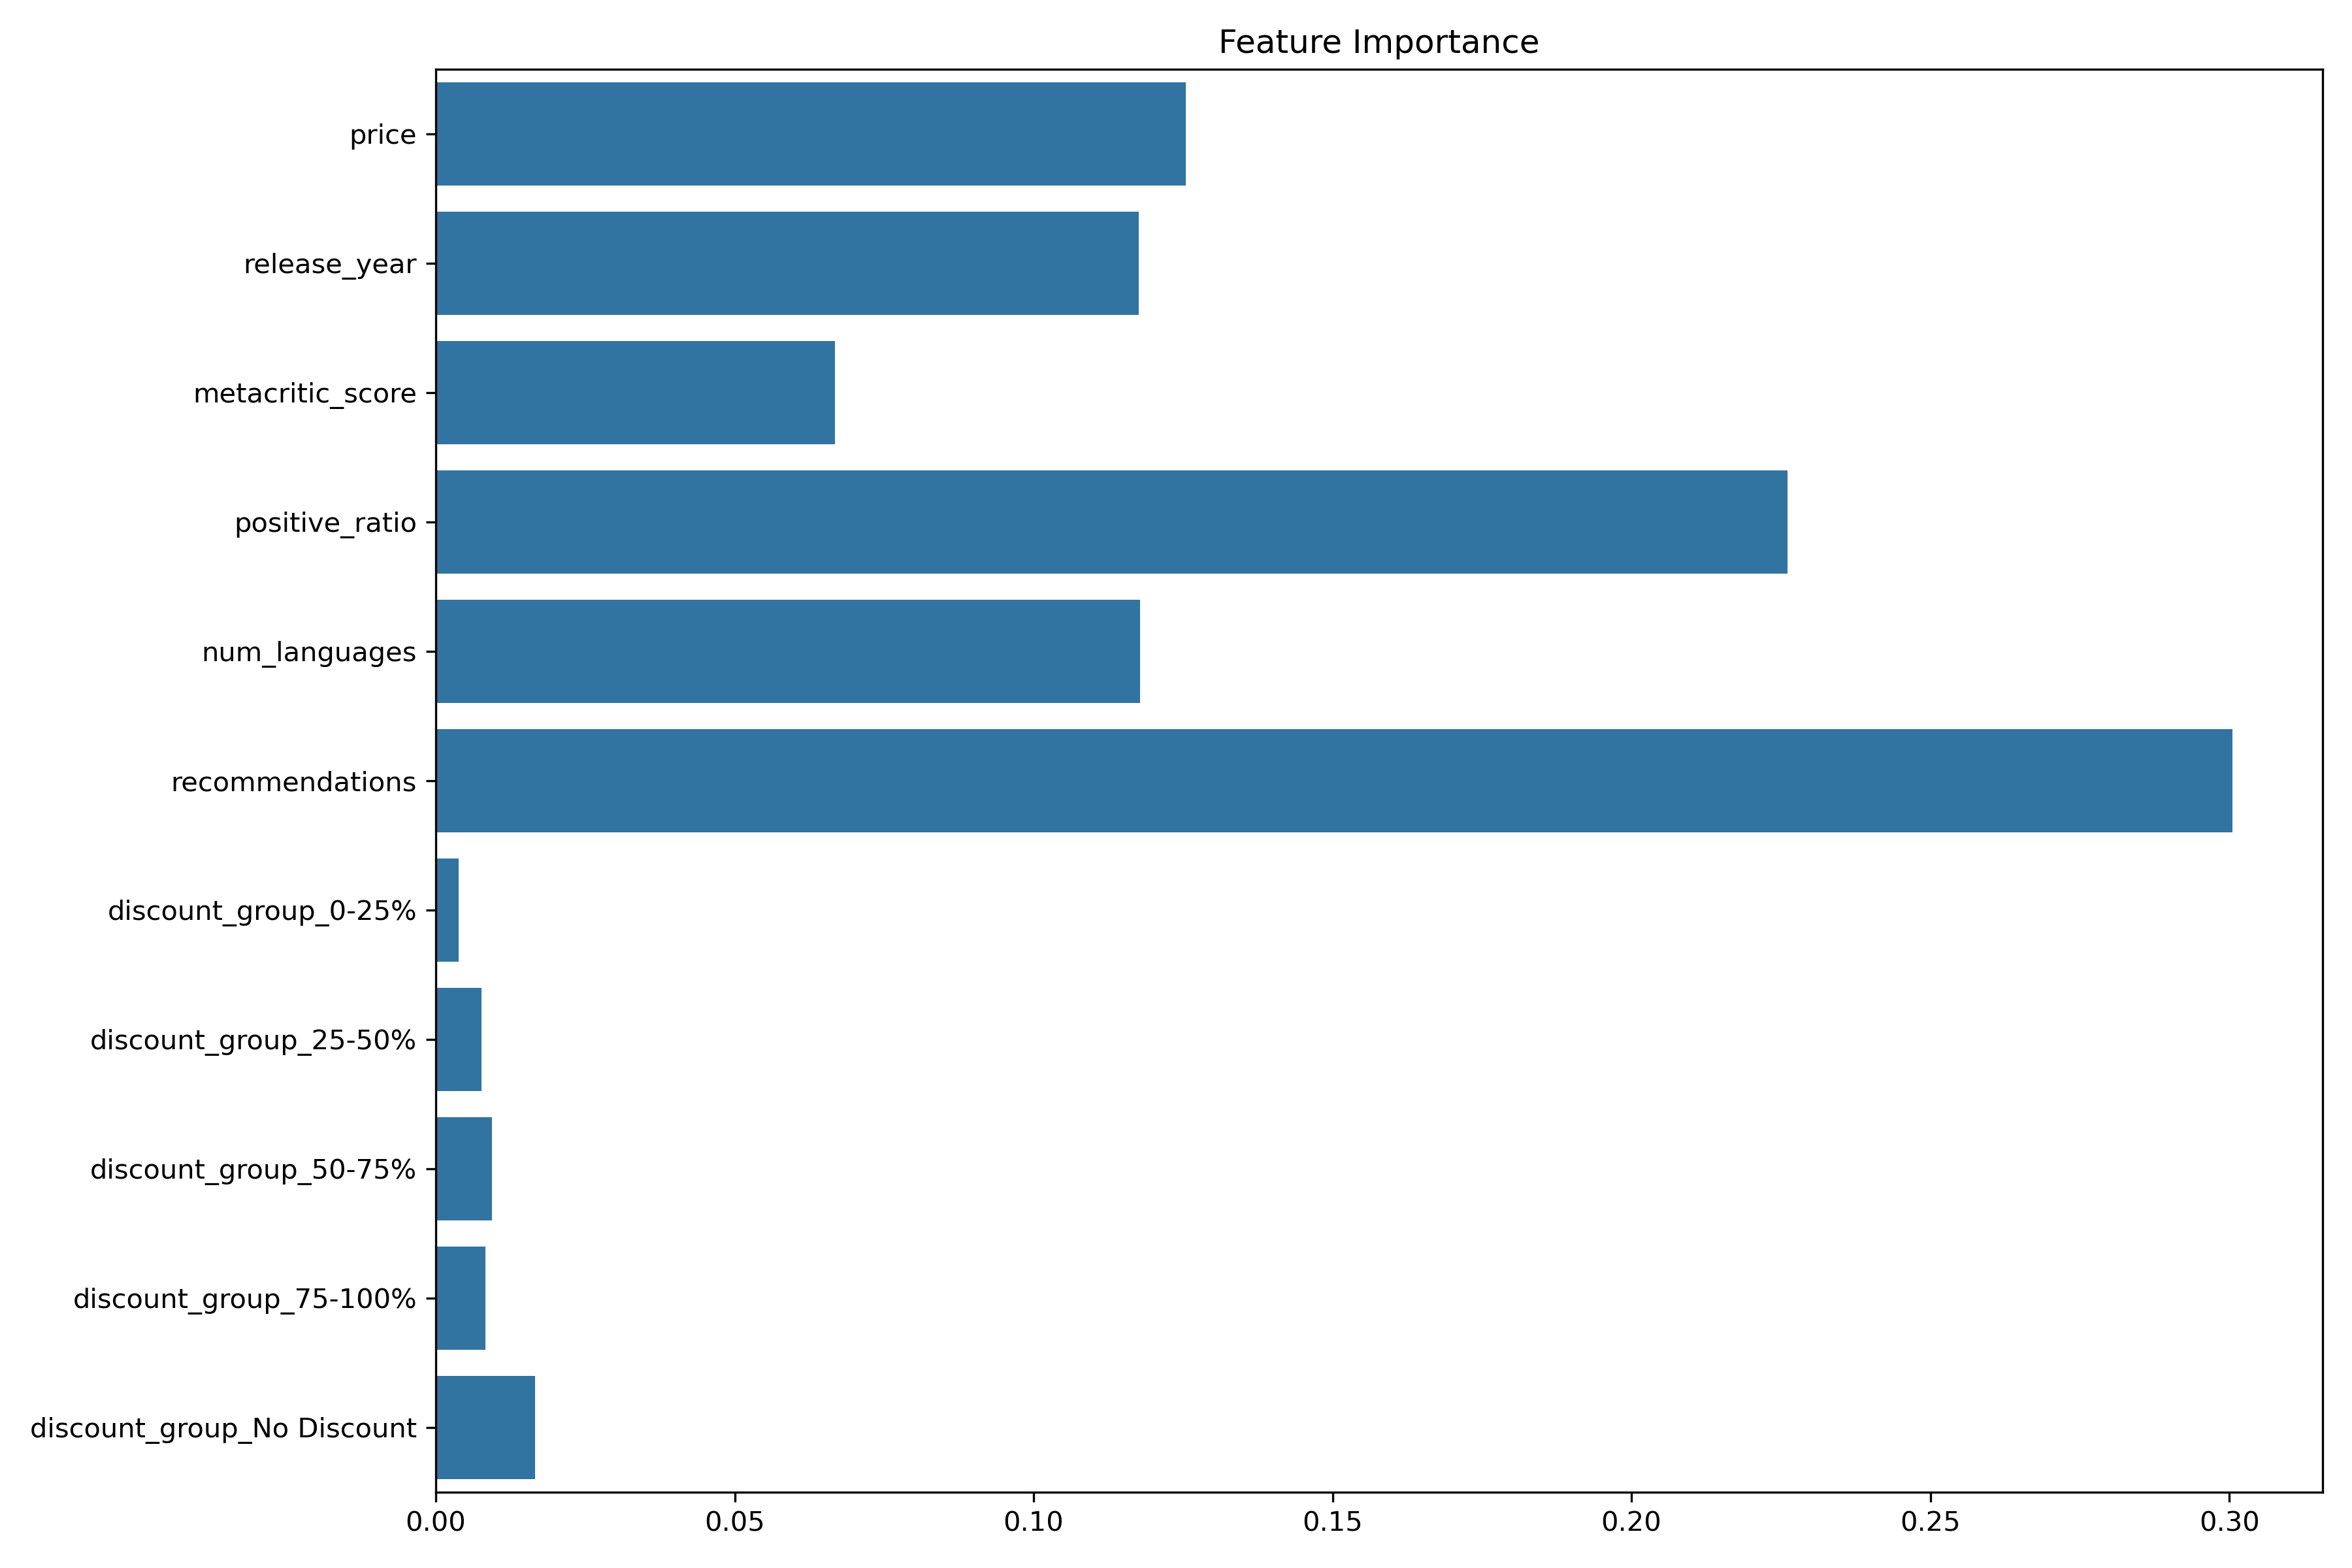 Feature Importance
price
release_year
metacritic_score
positive_ratio
num_languages
recommendations
discount_group_0-25%
discount_group_25-50%
discount_group_50-75%
discount_group_75-100%
discount_group_No Discount
0.00 0.05 0.10 0.15 0.20 0.25 0.30